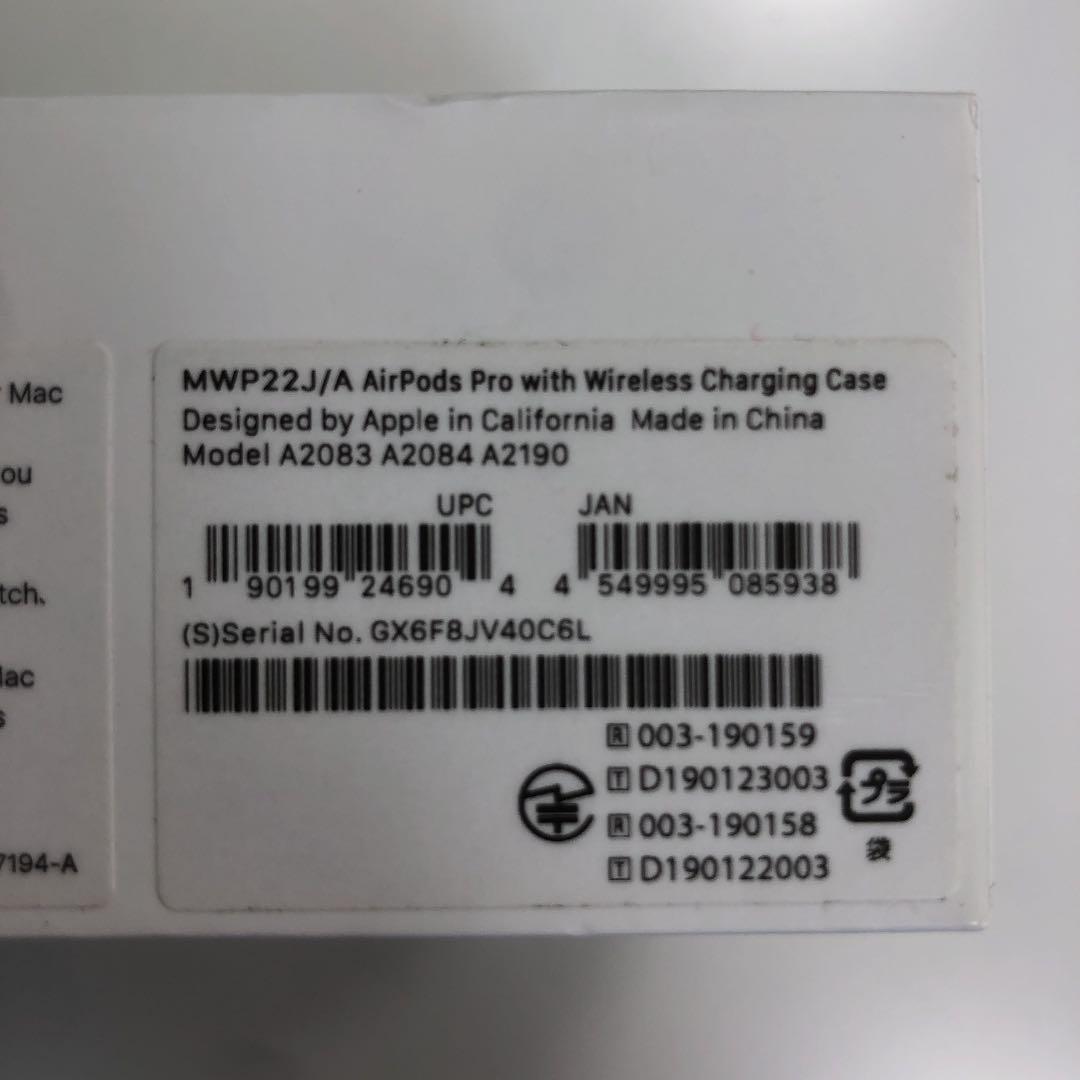 Mac
ou
s
tch、
Mac
s
7194-A
MWP22J/A AirPods Pro with Wireless Charging Case
Designed by Apple in California Made in China
Model A2083 A2084 A2190
UPC JAN
1 90199 24690 4 4 549995 085938
(S)Serial No. GX6F8JV40C6L
R 003-190159
T D190123003
R 003-190158
T D190122003
プラ
袋